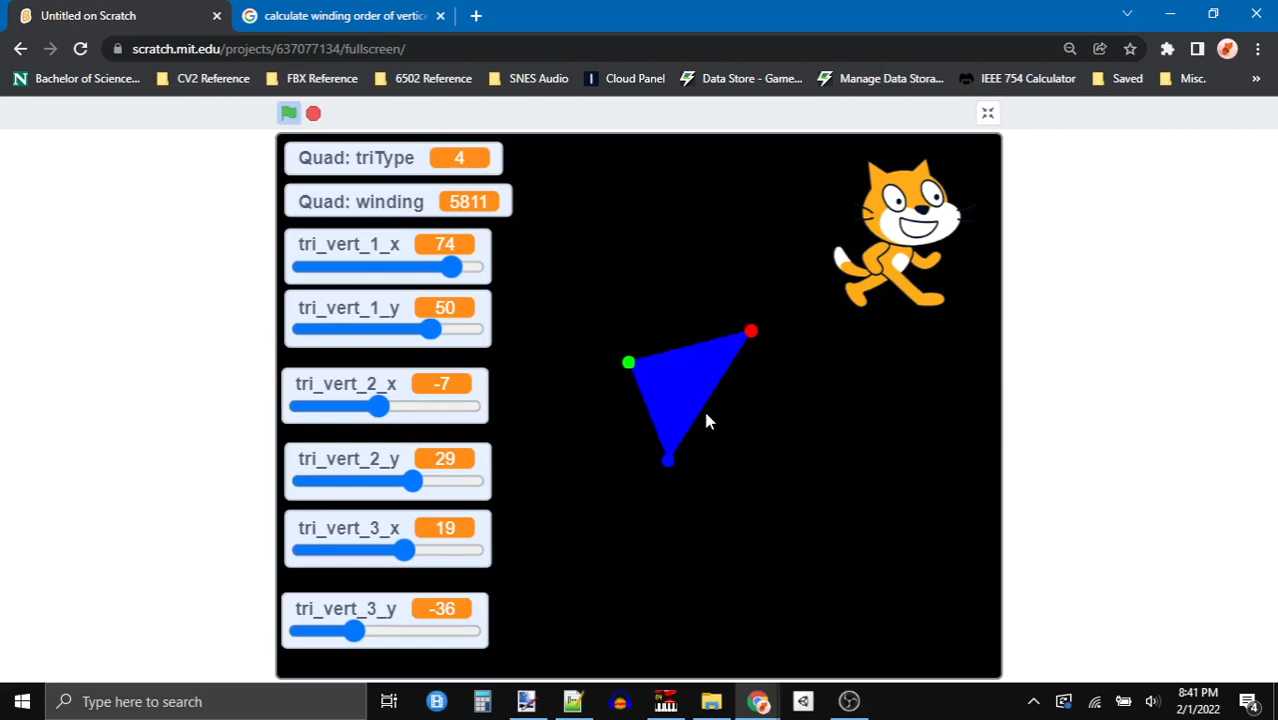 Untitled on Scratch
calculate winding order of vertice
scratch.mit.edu/projects/637077134/fullscreen/
Bachelor of Science...
CV2 Reference
FBX Reference
6502 Reference
SNES Audio
Cloud Panel
Data Store - Game...
Manage Data Stora...
IEEE 754 Calculator
Saved
Misc.
»
Quad: triType 4
Quad: winding 5811
tri_vert_1_x 74
tri_vert_1_y 50
tri_vert_2_x -7
tri_vert_2_y 29
tri_vert_3_x 19
tri_vert_3_y -36
Type here to search
8:41 PM
2/1/2022
4